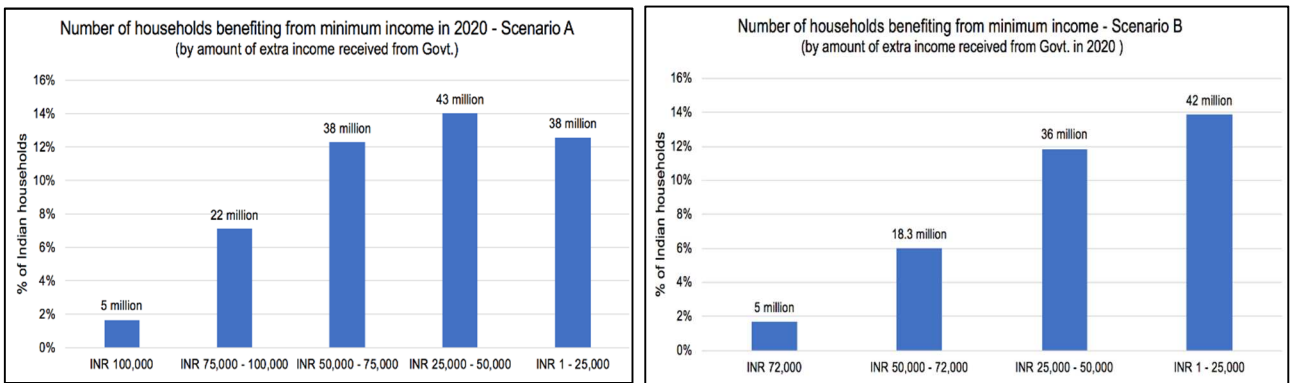 Number of households benefiting from minimum income in 2020 - Scenario A
(by amount of extra income received from Govt.)
% of Indian households
16%
14%
12%
10%
8%
6%
4%
2%
0%
5 million
22 million
38 million
43 million
38 million
INR 100,000
INR 75,000 - 100,000
INR 50,000 - 75,000
INR 25,000 - 50,000
INR 1 - 25,000
Number of households benefiting from minimum income - Scenario B
(by amount of extra income received from Govt. in 2020 )
% of Indian households
16%
14%
12%
10%
8%
6%
4%
2%
0%
5 million
18.3 million
36 million
42 million
INR 72,000
INR 50,000 - 72,000
INR 25,000 - 50,000
INR 1 - 25,000